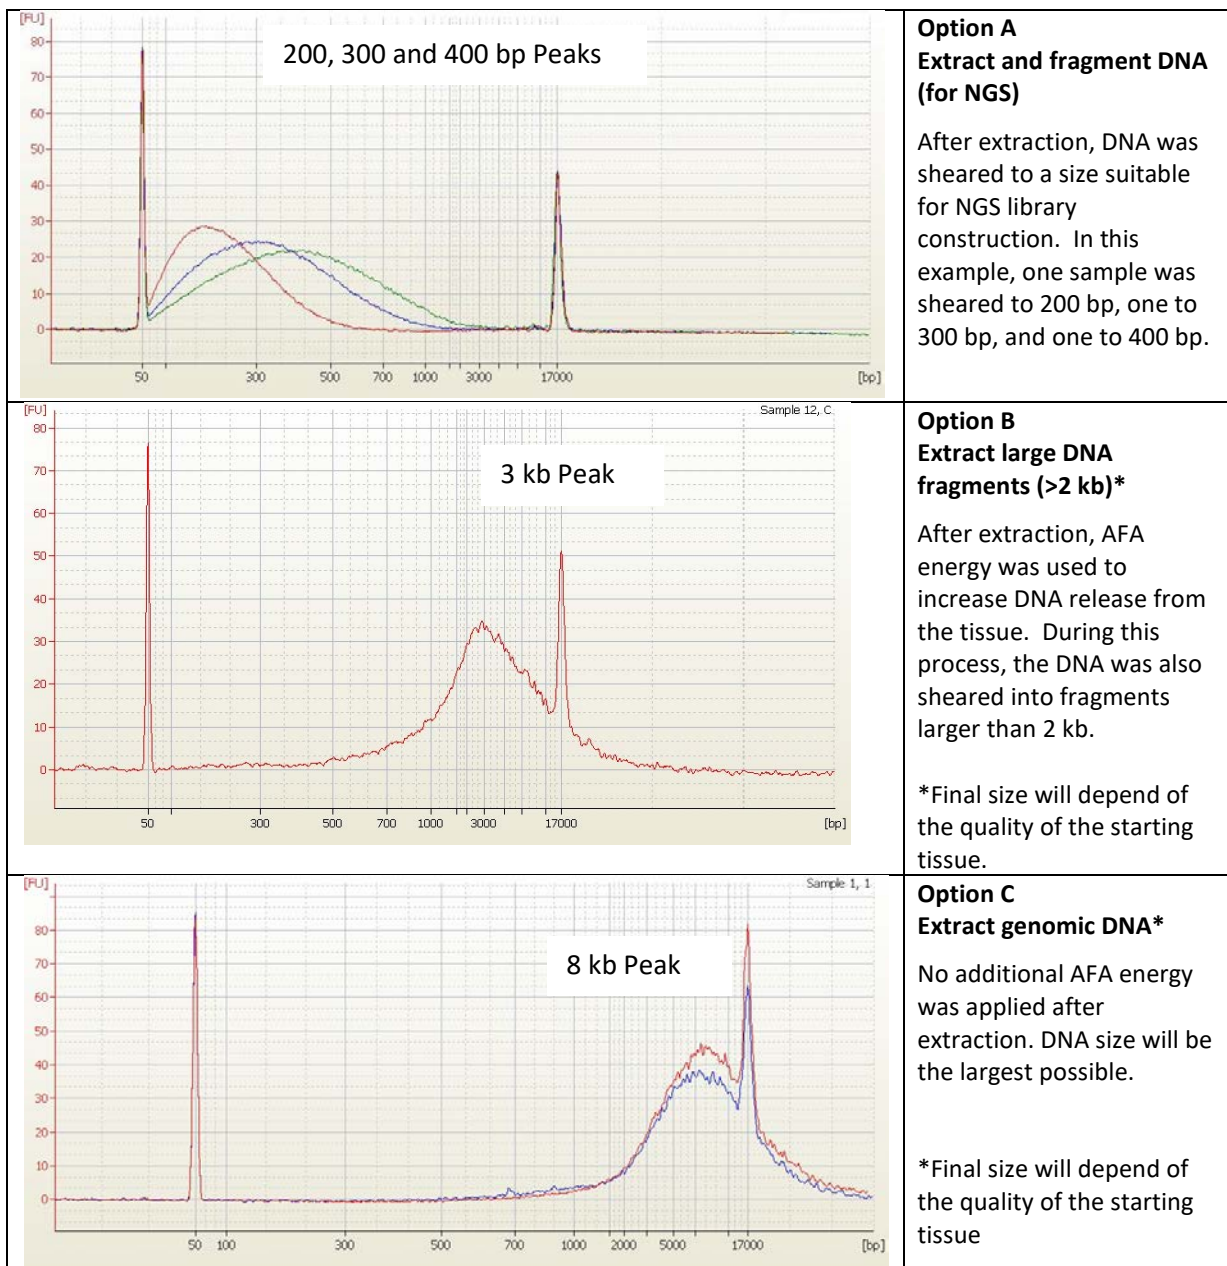 [FU]
200, 300 and 400 bp Peaks
80
70
60
50
40
30
20
10
0
50 300 500 700 1000 3000 17000 [bp]
Option A
Extract and fragment DNA
(for NGS)
After extraction, DNA was
sheared to a size suitable
for NGS library
construction. In this
example, one sample was
sheared to 200 bp, one to
300 bp, and one to 400 bp.
[FU]
Sample 12, C
3 kb Peak
80
70
60
50
40
30
20
10
0
50 300 500 700 1000 3000 17000 [bp]
Option B
Extract large DNA
fragments (>2 kb)*
After extraction, AFA
energy was used to
increase DNA release from
the tissue. During this
process, the DNA was also
sheared into fragments
larger than 2 kb.
*Final size will depend of
the quality of the starting
tissue.
[FU]
Sample 1, 1
8 kb Peak
80
70
60
50
40
30
20
10
0
50 100 300 500 700 1000 2000 5000 17000 [bp]
Option C
Extract genomic DNA*
No additional AFA energy
was applied after
extraction. DNA size will be
the largest possible.
*Final size will depend of
the quality of the starting
tissue